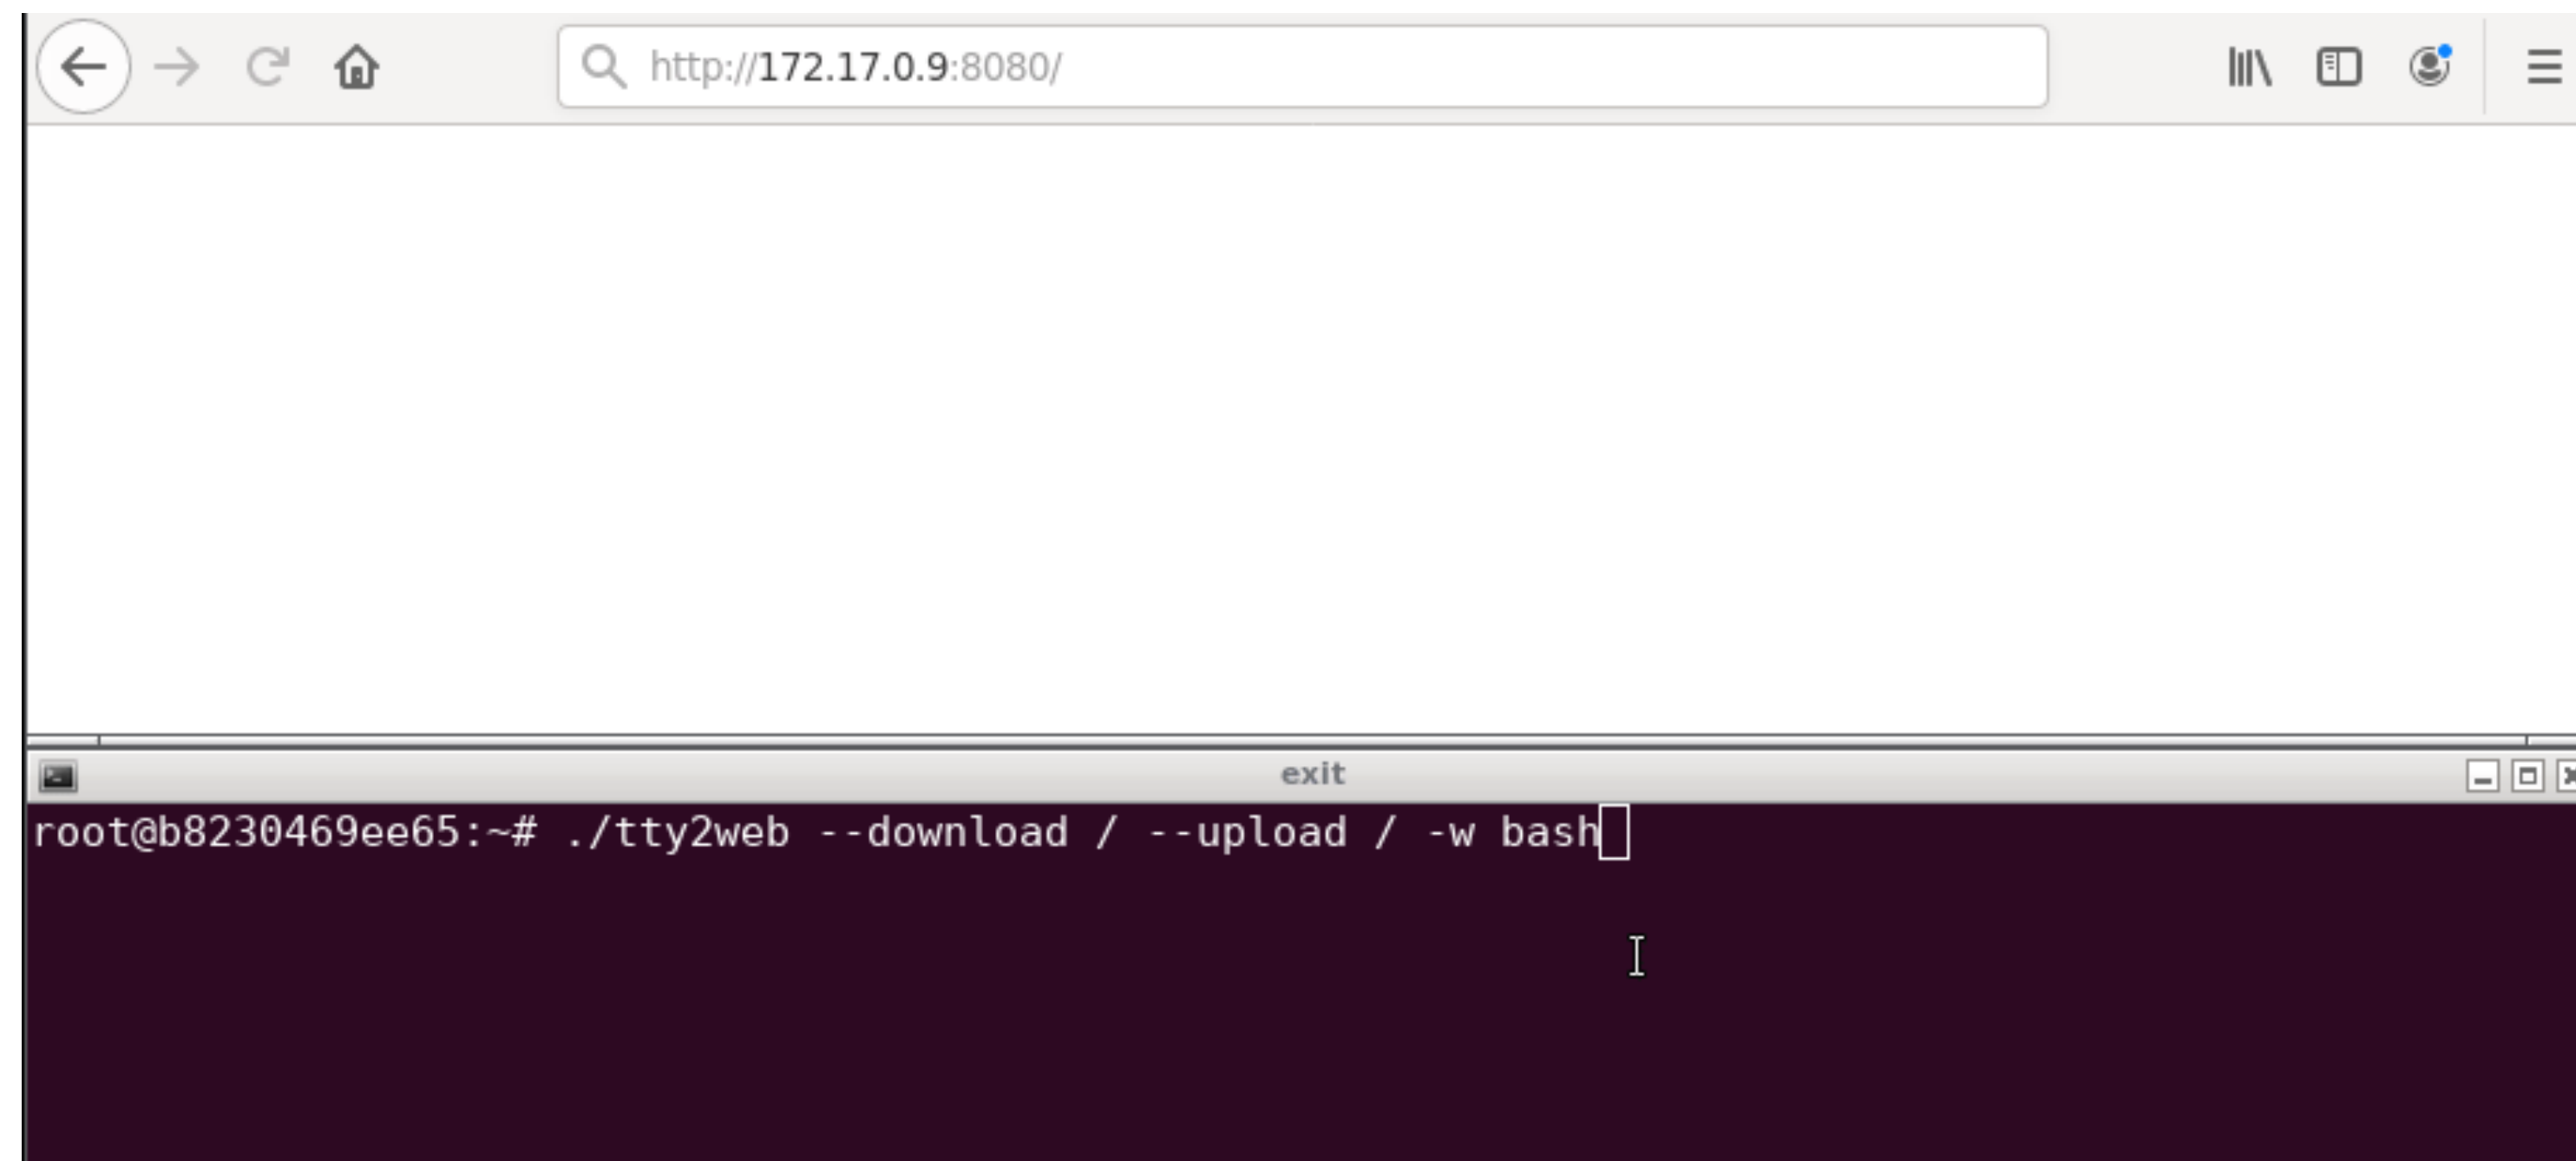 http://172.17.0.9:8080/
exit
root@b8230469ee65:~# ./tty2web --download / --upload / -w bash